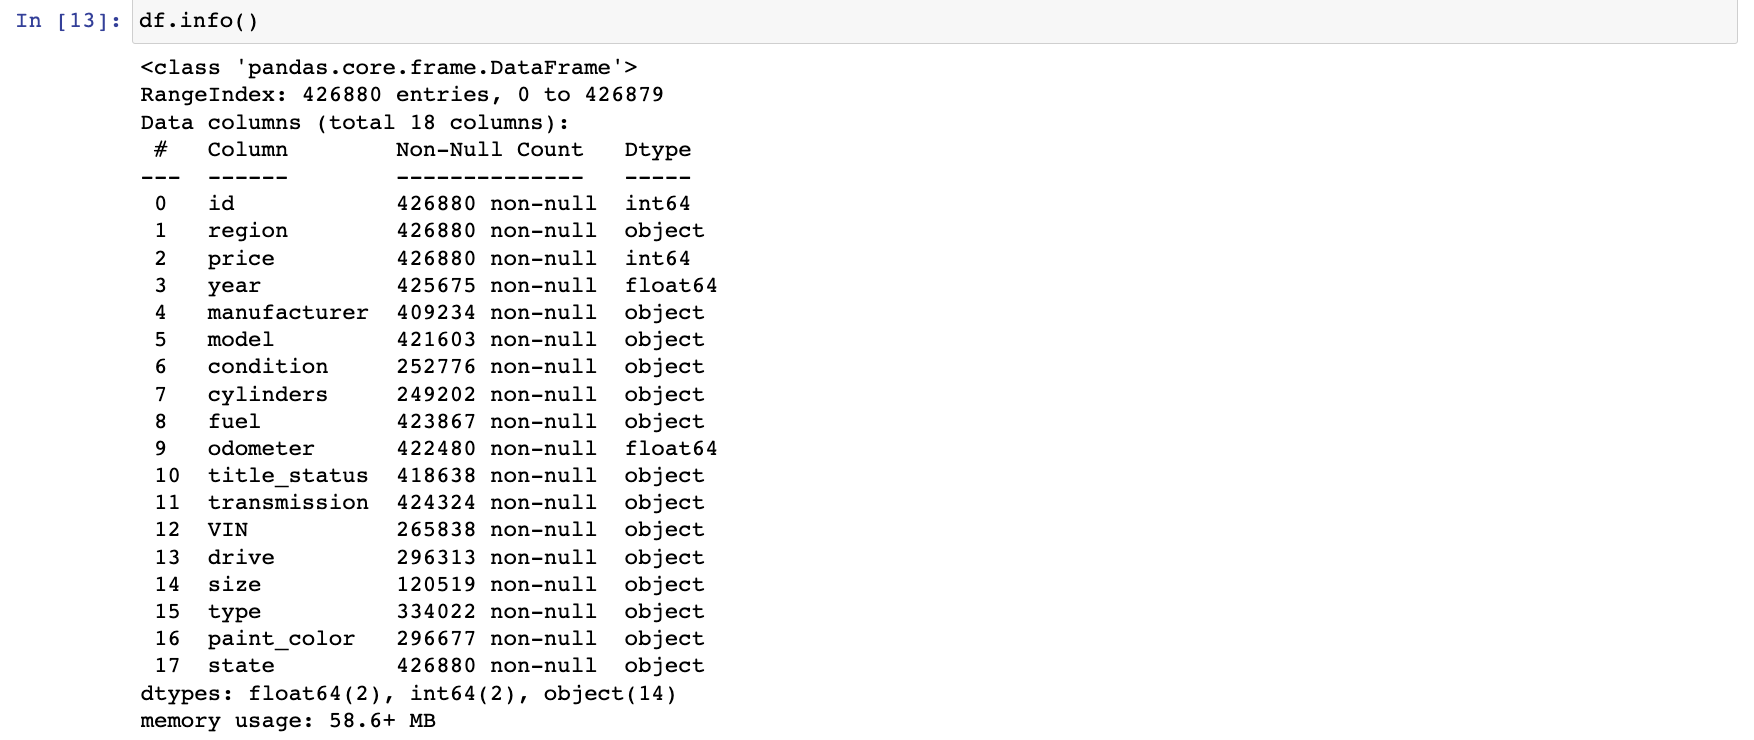 In [13]: df.info()
<class 'pandas.core.frame.DataFrame'>
RangeIndex: 426880 entries, 0 to 426879
Data columns (total 18 columns):
 #   Column        Non-Null Count   Dtype
---  ------        --------------   -----
 0   id            426880 non-null  int64
 1   region        426880 non-null  object
 2   price         426880 non-null  int64
 3   year          425675 non-null  float64
 4   manufacturer  409234 non-null  object
 5   model         421603 non-null  object
 6   condition     252776 non-null  object
 7   cylinders     249202 non-null  object
 8   fuel          423867 non-null  object
 9   odometer      422480 non-null  float64
 10  title_status  418638 non-null  object
 11  transmission  424324 non-null  object
 12  VIN           265838 non-null  object
 13  drive         296313 non-null  object
 14  size          120519 non-null  object
 15  type          334022 non-null  object
 16  paint_color   296677 non-null  object
 17  state         426880 non-null  object
dtypes: float64(2), int64(2), object(14)
memory usage: 58.6+ MB